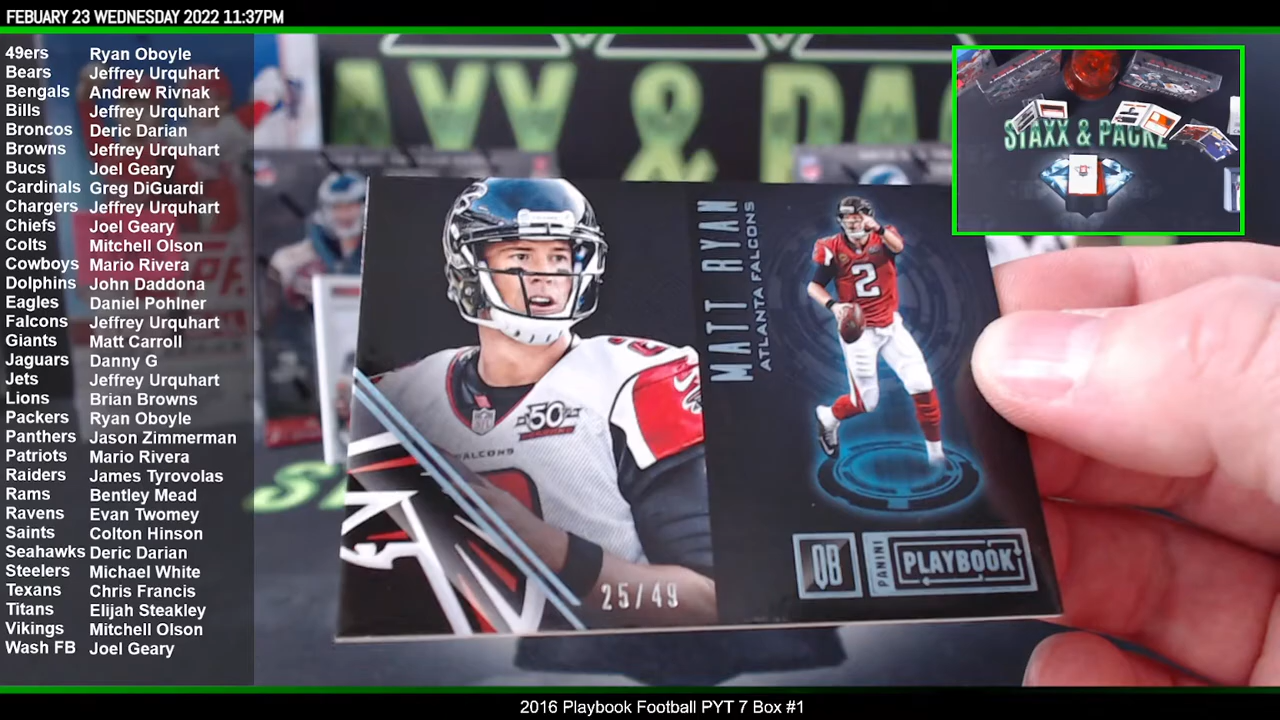 FEBUARY 23 WEDNESDAY 2022 11:37PM
49ers Ryan Oboyle
Bears Jeffrey Urquhart
Bengals Andrew Rivnak
Bills Jeffrey Urquhart
Broncos Deric Darian
Browns Jeffrey Urquhart
Bucs Joel Geary
Cardinals Greg DiGuardi
Chargers Jeffrey Urquhart
Chiefs Joel Geary
Colts Mitchell Olson
Cowboys Mario Rivera
Dolphins John Daddona
Eagles Daniel Pohlner
Falcons Jeffrey Urquhart
Giants Matt Carroll
Jaguars Danny G
Jets Jeffrey Urquhart
Lions Brian Browns
Packers Ryan Oboyle
Panthers Jason Zimmerman
Patriots Mario Rivera
Raiders James Tyrovolas
Rams Bentley Mead
Ravens Evan Twomey
Saints Colton Hinson
Seahawks Deric Darian
Steelers Michael White
Texans Chris Francis
Titans Elijah Steakley
Vikings Mitchell Olson
Wash FB Joel Geary
AXX & PAC
STAXX & PACKZ
MATT RYAN
ATLANTA FALCONS
2
NFL
50
FALCONS
25/49
QB
PANINI
PLAYBOOK
2016 Playbook Football PYT 7 Box #1